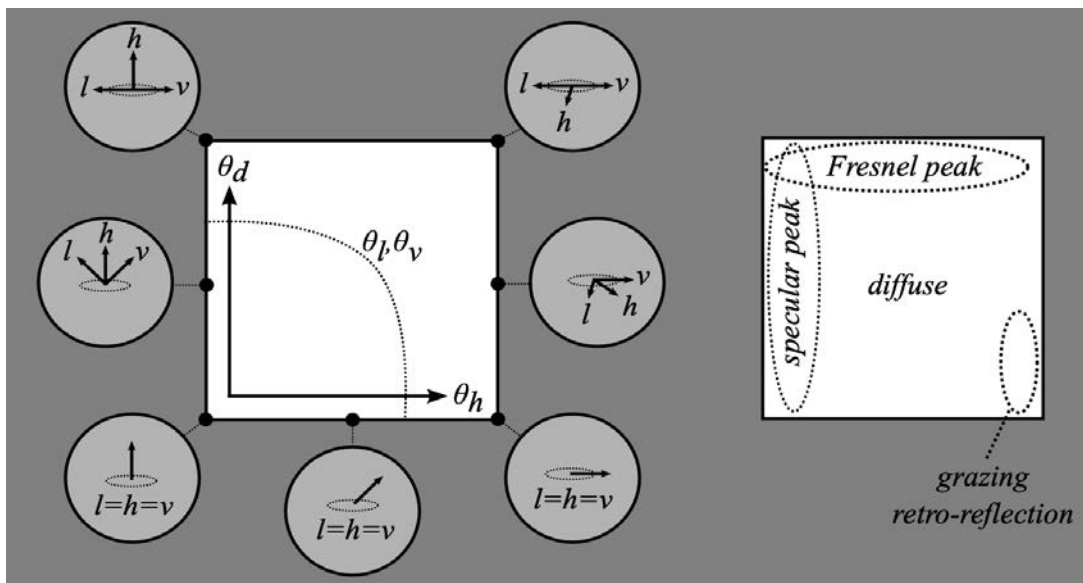 h
l v
l v
h
θd
Fresnel peak
h
l v
θl,θv
specular peak
diffuse
v
l h
θh
l=h=v
l=h=v
l=h=v
grazing
retro-reflection